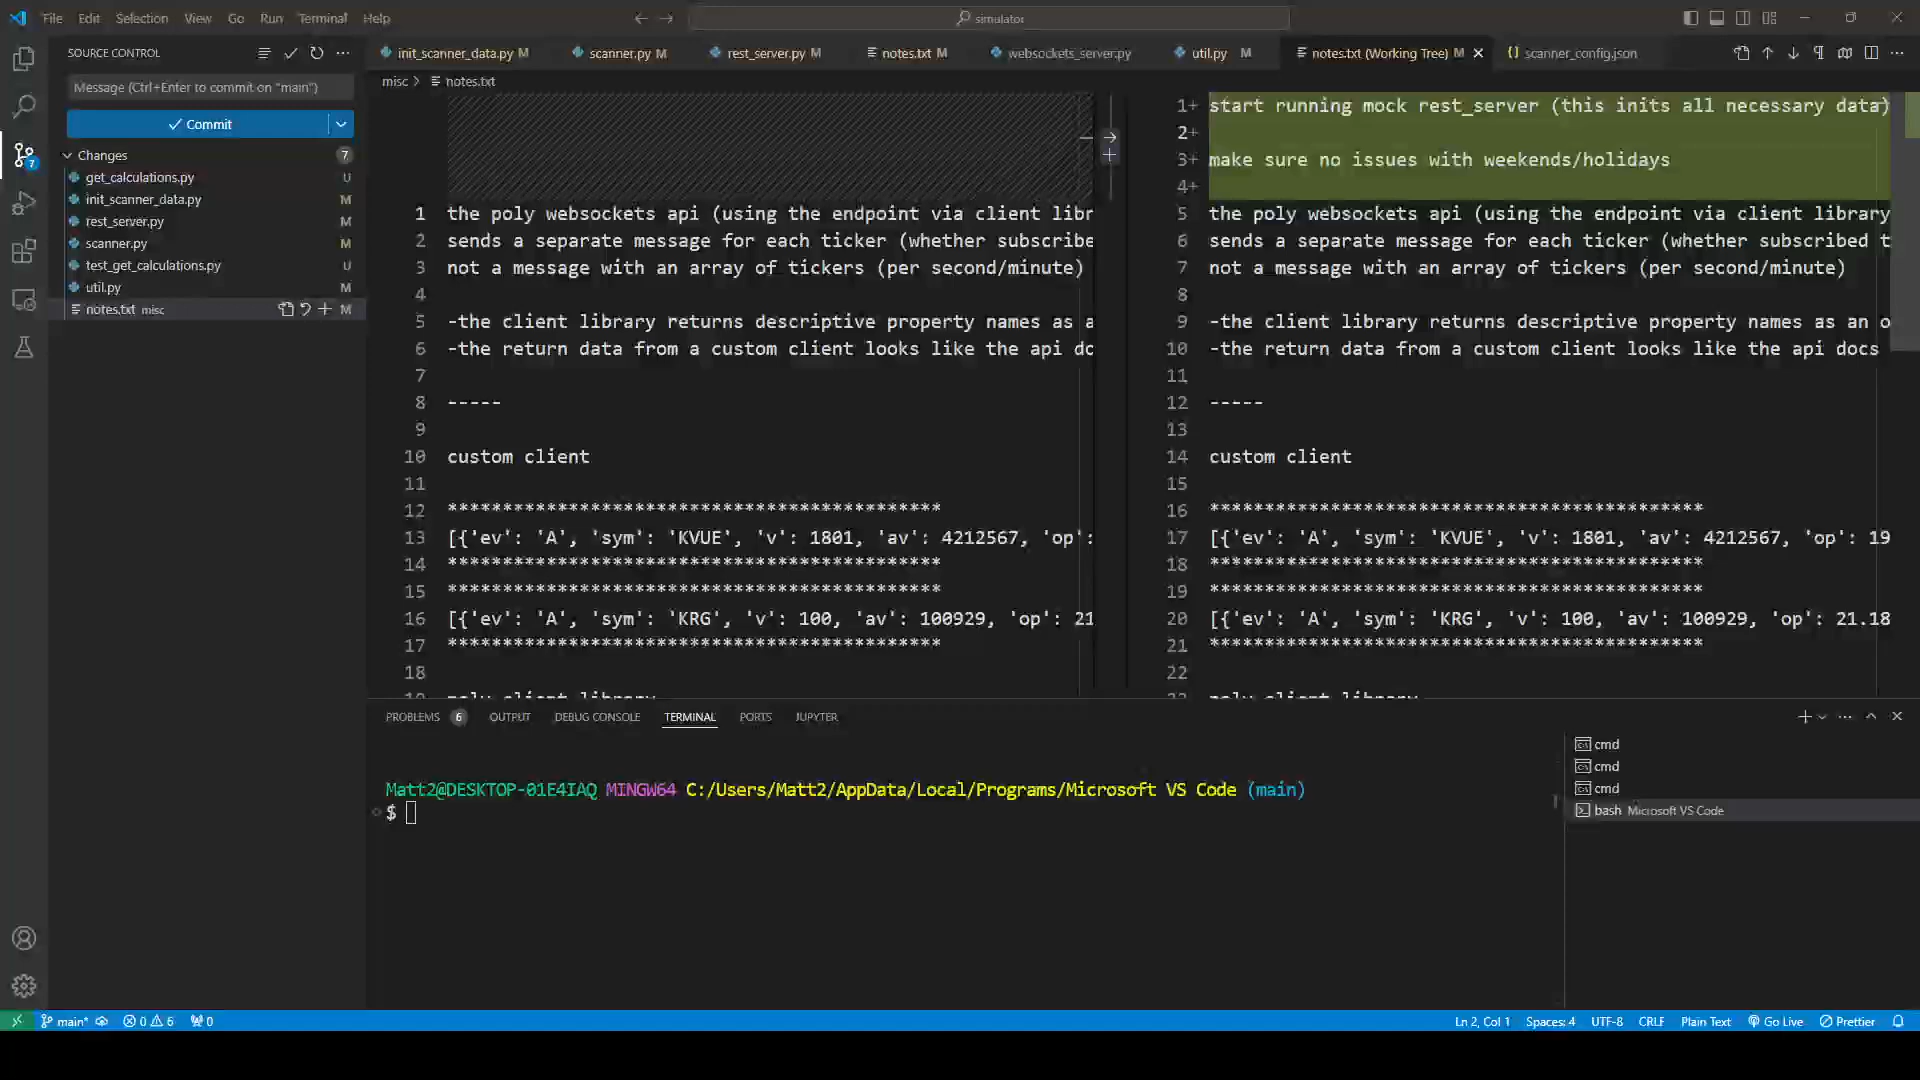 File Edit Selection View Go Run Terminal Help
simulator
SOURCE CONTROL
init_scanner_data.py M
scanner.py M
rest_server.py M
notes.txt M
websockets_server.py
util.py M
notes.txt (Working Tree) M
scanner_config.json
misc > notes.txt
Message (Ctrl+Enter to commit on "main")
Commit
Changes 7
get_calculations.py U
init_scanner_data.py M
rest_server.py M
scanner.py M
test_get_calculations.py U
util.py M
notes.txt misc M
7
1 the poly websockets api (using the endpoint via client libr
2 sends a separate message for each ticker (whether subscribe
3 not a message with an array of tickers (per second/minute)
4
5 -the client library returns descriptive property names as a
6 -the return data from a custom client looks like the api do
7
8 -----
9
10 custom client
11
12 *********************************************
13 [{'ev': 'A', 'sym': 'KVUE', 'v': 1801, 'av': 4212567, 'op':
14 *********************************************
15 *********************************************
16 [{'ev': 'A', 'sym': 'KRG', 'v': 100, 'av': 100929, 'op': 21
17 *********************************************
18
19 poly client library
1+ start running mock rest_server (this inits all necessary data)
2+
3+ make sure no issues with weekends/holidays
4+
5 the poly websockets api (using the endpoint via client library
6 sends a separate message for each ticker (whether subscribed t
7 not a message with an array of tickers (per second/minute)
8
9 -the client library returns descriptive property names as an o
10 -the return data from a custom client looks like the api docs
11
12 -----
13
14 custom client
15
16 *********************************************
17 [{'ev': 'A', 'sym': 'KVUE', 'v': 1801, 'av': 4212567, 'op': 19
18 *********************************************
19 *********************************************
20 [{'ev': 'A', 'sym': 'KRG', 'v': 100, 'av': 100929, 'op': 21.18
21 *********************************************
22
23 poly client library
PROBLEMS 6 OUTPUT DEBUG CONSOLE TERMINAL PORTS JUPYTER
Matt2@DESKTOP-01E4IAQ MINGW64 C:/Users/Matt2/AppData/Local/Programs/Microsoft VS Code (main)
$
cmd
cmd
cmd
bash Microsoft VS Code
main* 0 6 0
Ln 2, Col 1 Spaces: 4 UTF-8 CRLF Plain Text Go Live Prettier